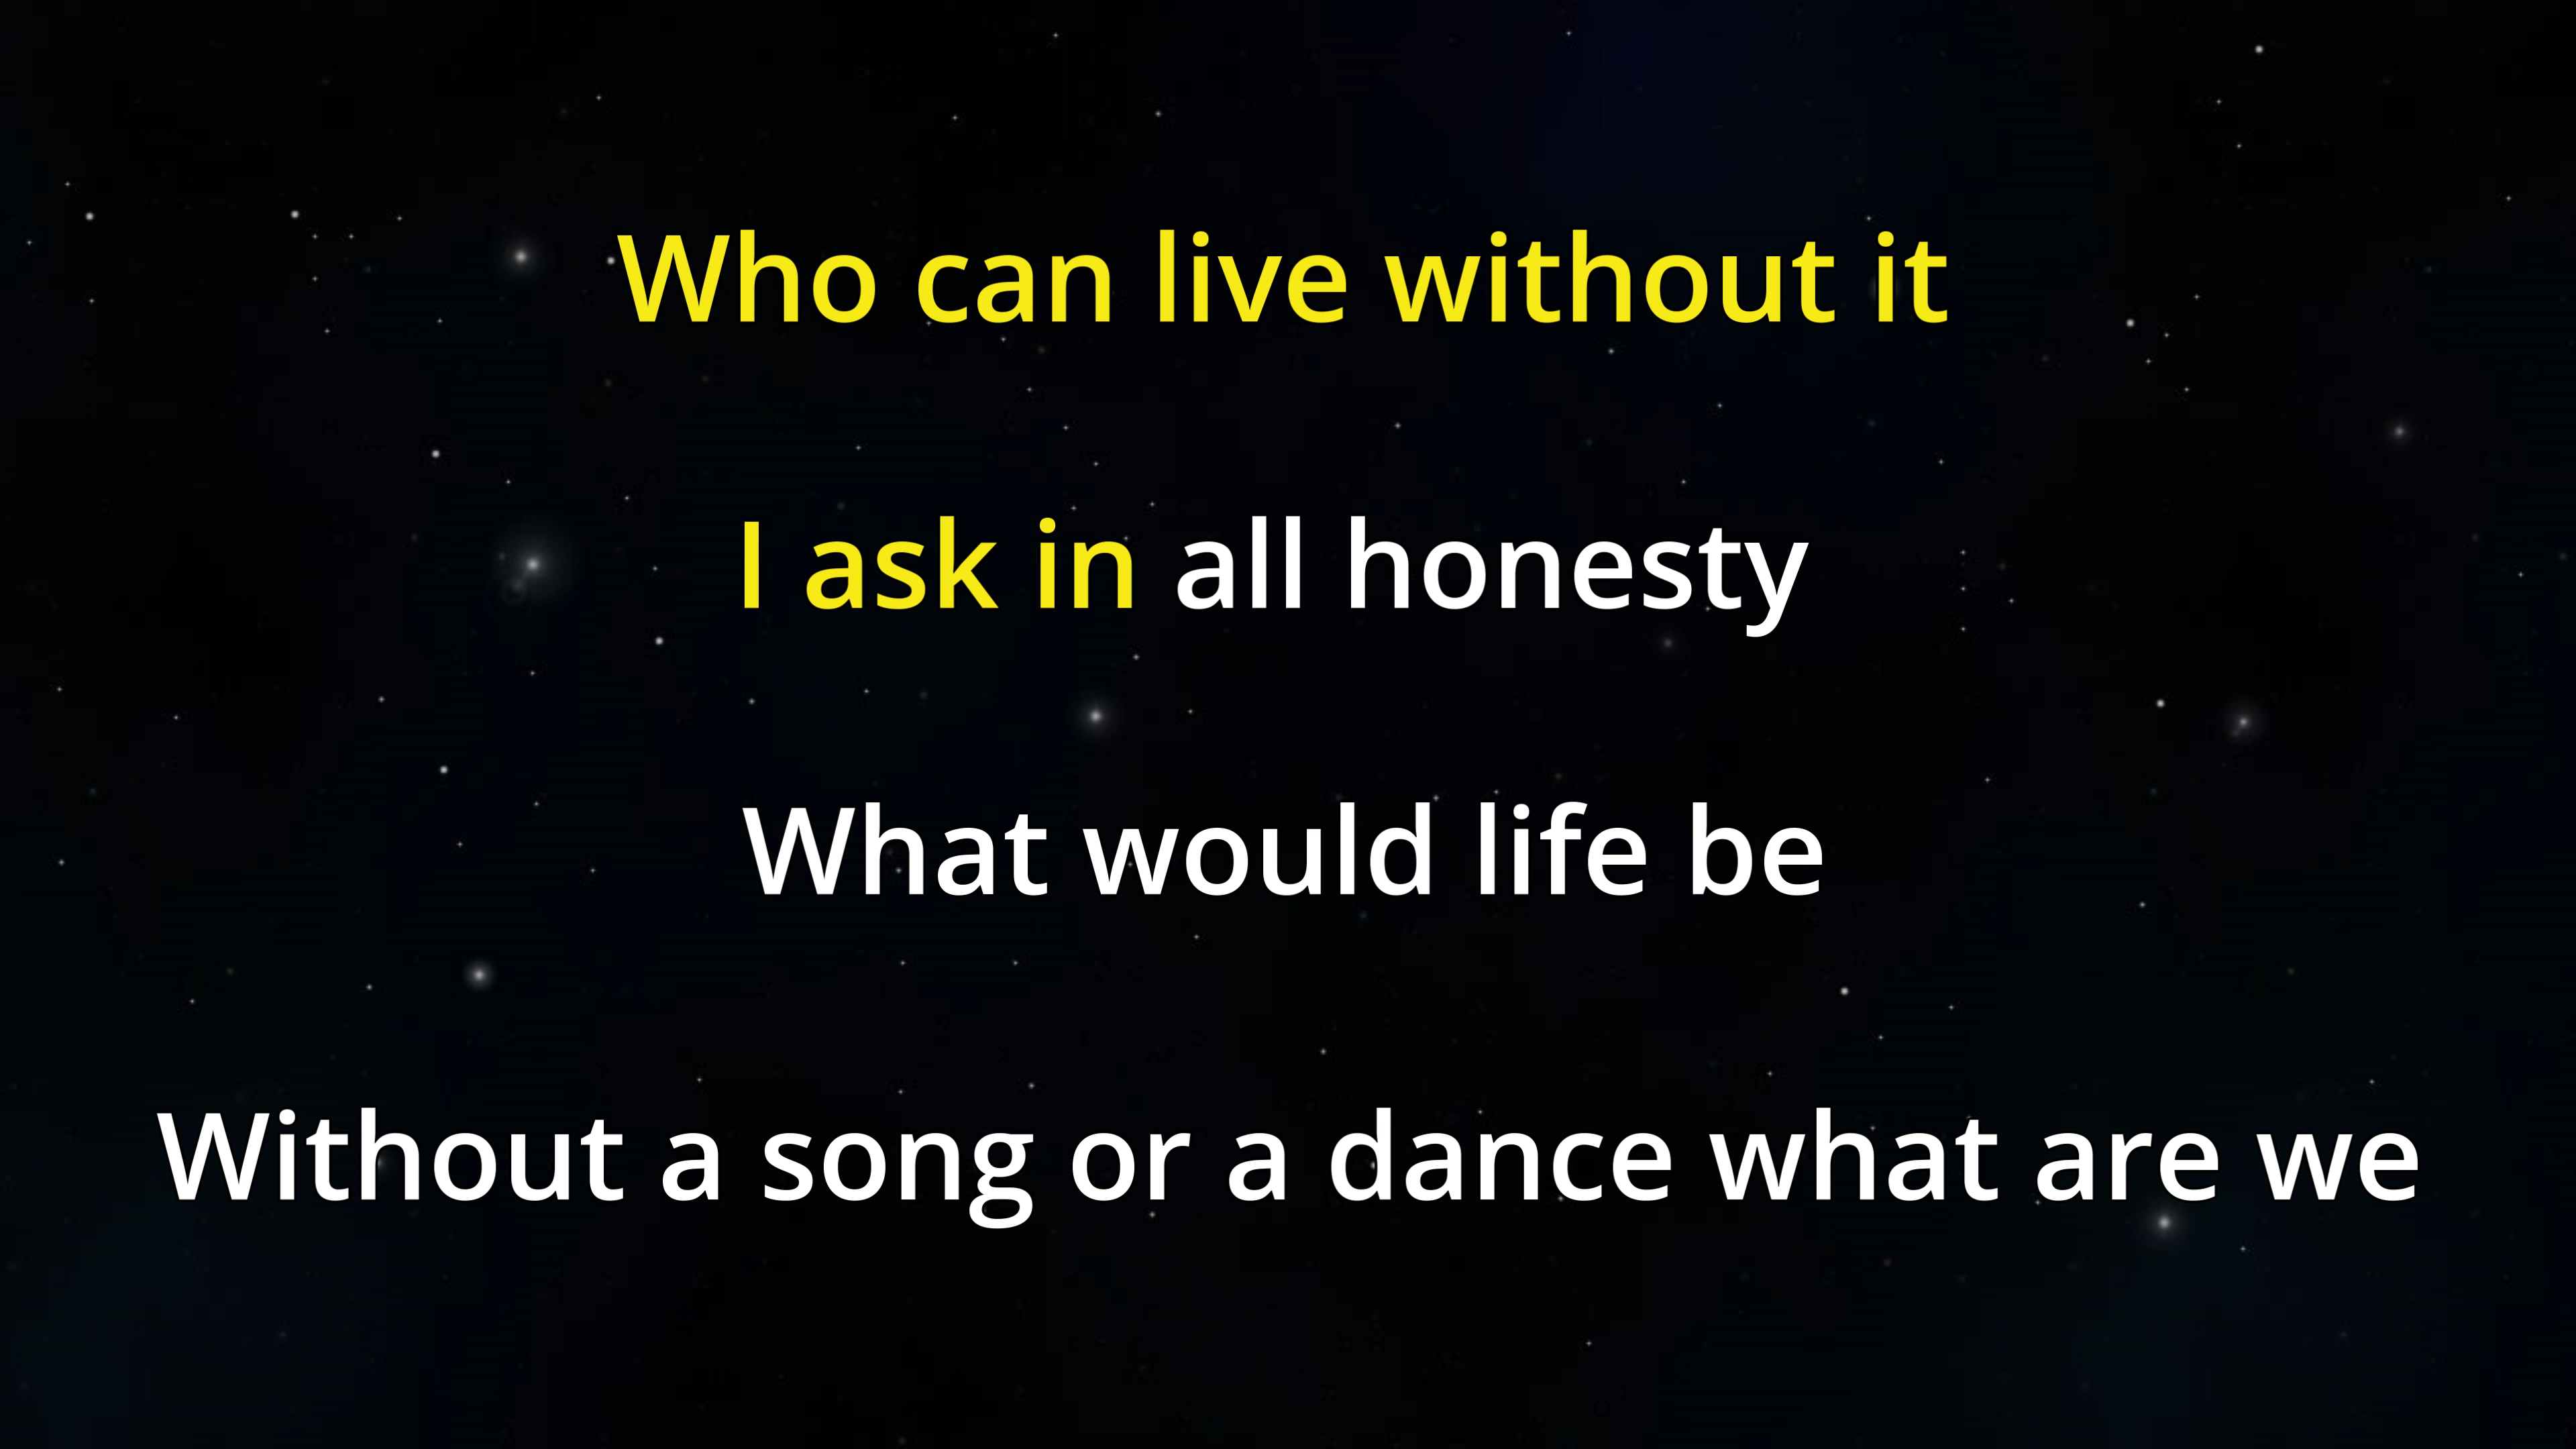 Who can live without it
I ask in all honesty
What would life be
Without a song or a dance what are we